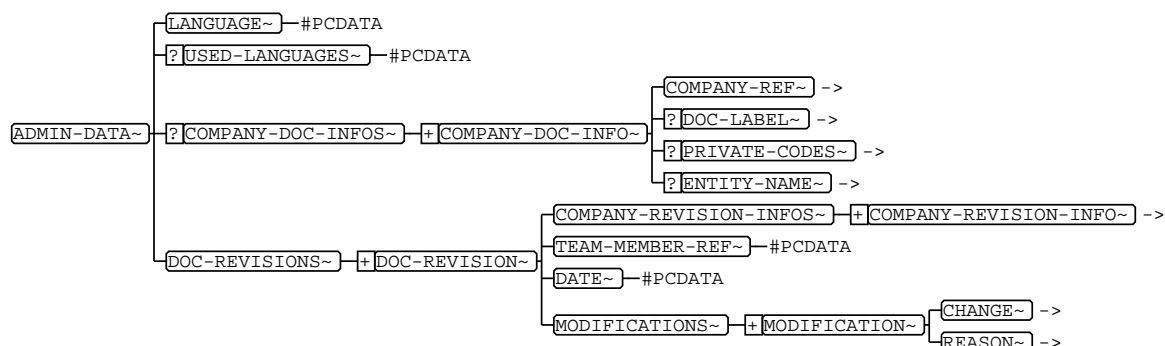 LANGUAGE~ #PCDATA
? USED-LANGUAGES~ #PCDATA
COMPANY-REF~ ->
? DOC-LABEL~ ->
ADMIN-DATA~ ? COMPANY-DOC-INFOS~ + COMPANY-DOC-INFO~
? PRIVATE-CODES~ ->
? ENTITY-NAME~ ->
COMPANY-REVISION-INFOS~ + COMPANY-REVISION-INFO~ ->
TEAM-MEMBER-REF~ #PCDATA
DOC-REVISIONS~ + DOC-REVISION~
DATE~ #PCDATA
CHANGE~ ->
MODIFICATIONS~ + MODIFICATION~
REASON~ ->